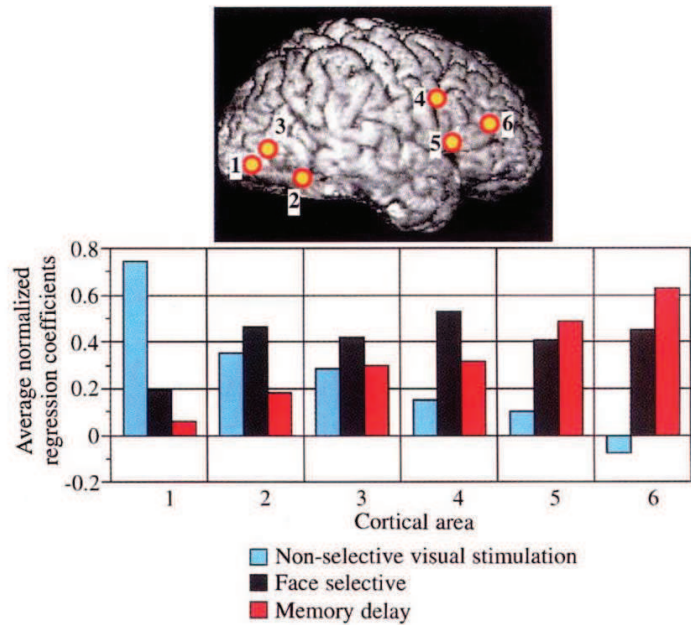 4
6
3
5
1
2
0.8
0.6
0.4
0.2
0
-0.2
Average normalized
regression coefficients
1 2 3 4 5 6
Cortical area
Non-selective visual stimulation
Face selective
Memory delay